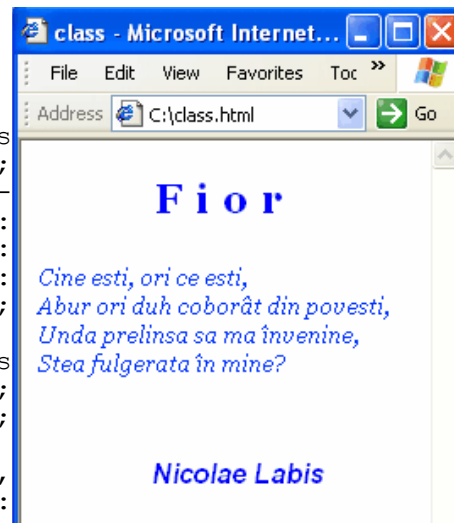 class - Microsoft Internet...
File Edit View Favorites »
Address C:\class.html Go
F i o r
Cine esti, ori ce esti,
Abur ori duh coborât din povesti,
Unda prelinsa sa ma învenine,
Stea fulgerata în mine?
Nicolae Labis